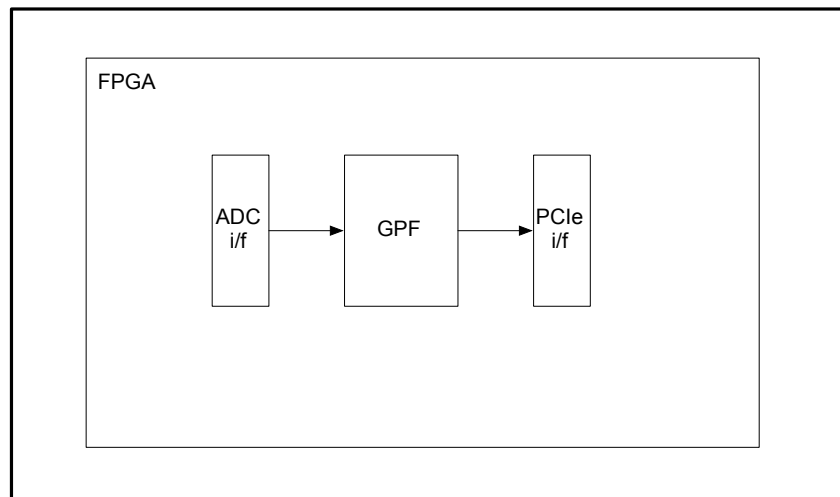 FPGA
ADC
i/f
GPF
PCIe
i/f